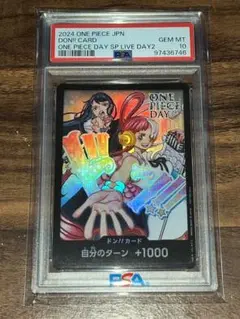 2024 ONE PIECE JPN
DON!! CARD
ONE PIECE DAY SP LIVE DAY2
GEM MT
10
PSA
97436746
ONE PIECE DAY
ドン!!カード
自分のターン +1000
PSA